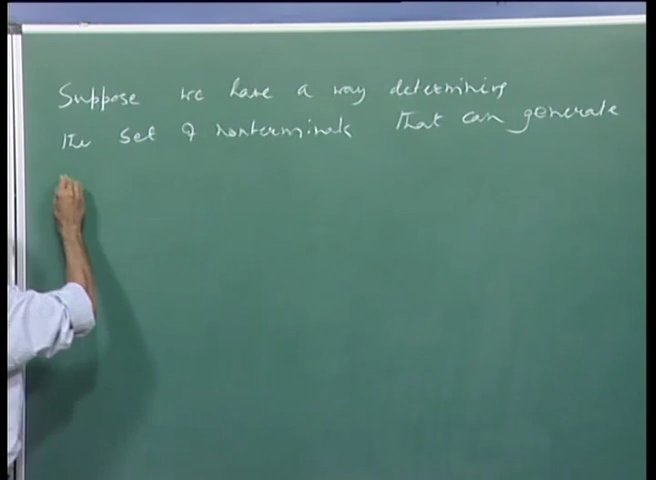 Suppose we have a way determining
the set of nonterminals that can generate